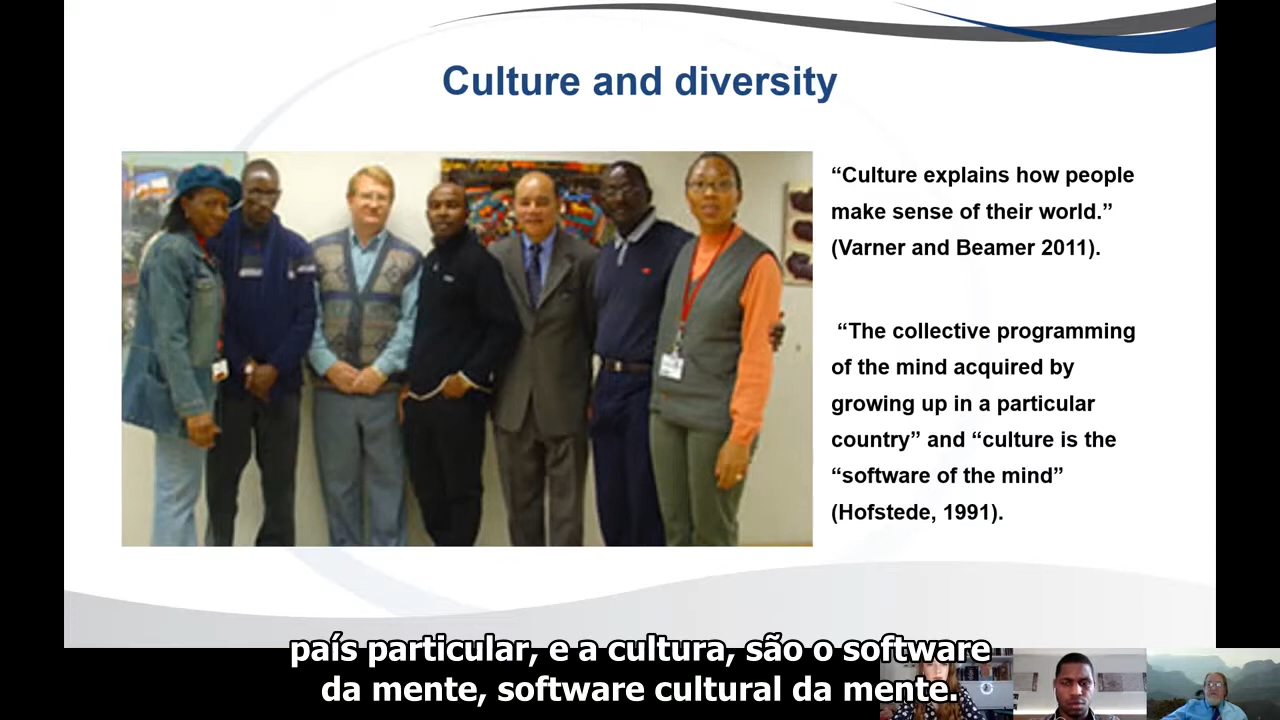 Culture and diversity
“Culture explains how people
make sense of their world.”
(Varner and Beamer 2011).
“The collective programming
of the mind acquired by
growing up in a particular
country” and “culture is the
“software of the mind”
(Hofstede, 1991).
país particular, e a cultura, são o software
da mente, software cultural da mente.